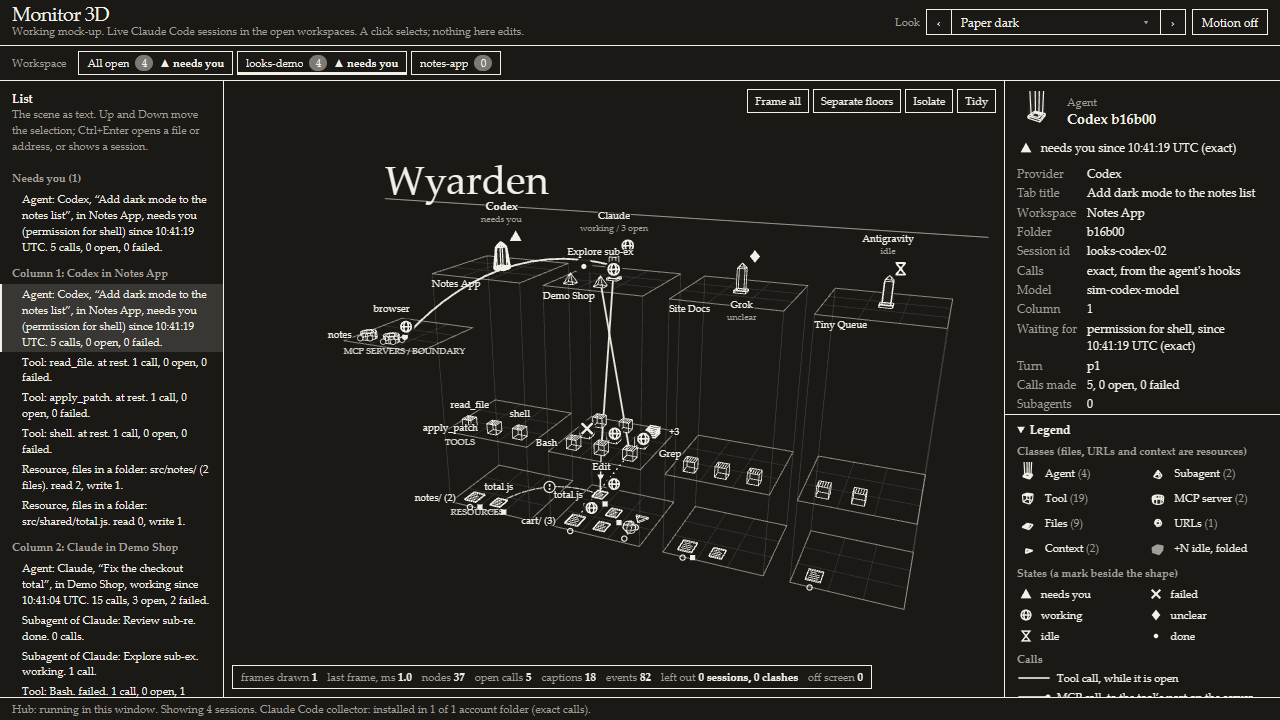 Monitor 3D
Working mock-up. Live Claude Code sessions in the open workspaces. A click selects; nothing here edits.
Look
‹
Paper dark
›
Motion off
Workspace
All open 4 ▲ needs you
looks-demo 4 ▲ needs you
notes-app 0
List
The scene as text. Up and Down move
the selection; Ctrl+Enter opens a file or
address, or shows a session.
Needs you (1)
Agent: Codex, “Add dark mode to the
notes list”, in Notes App, needs you
(permission for shell) since 10:41:19
UTC. 5 calls, 0 open, 0 failed.
Column 1: Codex in Notes App
Agent: Codex, “Add dark mode to the
notes list”, in Notes App, needs you
(permission for shell) since 10:41:19
UTC. 5 calls, 0 open, 0 failed.
Tool: read_file. at rest. 1 call, 0 open, 0
failed.
Tool: apply_patch. at rest. 1 call, 0
open, 0 failed.
Tool: shell. at rest. 1 call, 0 open, 0
failed.
Resource, files in a folder: src/notes/ (2
files). read 2, write 1.
Resource, files in a folder:
src/shared/total.js. read 0, write 1.
Column 2: Claude in Demo Shop
Agent: Claude, “Fix the checkout
total”, in Demo Shop, working since
10:41:04 UTC. 15 calls, 3 open, 2 failed.
Subagent of Claude: Review sub-re.
done. 0 calls.
Subagent of Claude: Explore sub-ex.
working. 1 call.
Tool: Bash. failed. 1 call, 0 open, 1
Frame all
Separate floors
Isolate
Tidy
Wyarden
Codex
needs you
Claude
working / 3 open
Explore sub-ex
Antigravity
idle
Notes App
Demo Shop
Site Docs
Grok
unclear
Tiny Queue
browser
notes
MCP SERVERS / BOUNDARY
read_file
shell
apply_patch
TOOLS
Bash
+3
Grep
Edit
notes/ (2)
total.js
total.js
RESOURCES
cart/ (3)
frames drawn 1 last frame, ms 1.0 nodes 37 open calls 5 captions 18 events 82 left out 0 sessions, 0 clashes off screen 0
Agent
Codex b16b00
▲ needs you since 10:41:19 UTC (exact)
Provider Codex
Tab title Add dark mode to the notes list
Workspace Notes App
Folder b16b00
Session id looks-codex-02
Calls exact, from the agent's hooks
Model sim-codex-model
Column 1
Waiting for permission for shell, since
10:41:19 UTC (exact)
Turn p1
Calls made 5, 0 open, 0 failed
Subagents 0
▼ Legend
Classes (files, URLs and context are resources)
Agent (4) Subagent (2)
Tool (19) MCP server (2)
Files (9) URLs (1)
Context (2) +N idle, folded
States (a mark beside the shape)
needs you failed
working unclear
idle done
Calls
Tool call, while it is open
MCP call, to the tool's port on the server
Hub: running in this window. Showing 4 sessions. Claude Code collector: installed in 1 of 1 account folder (exact calls).